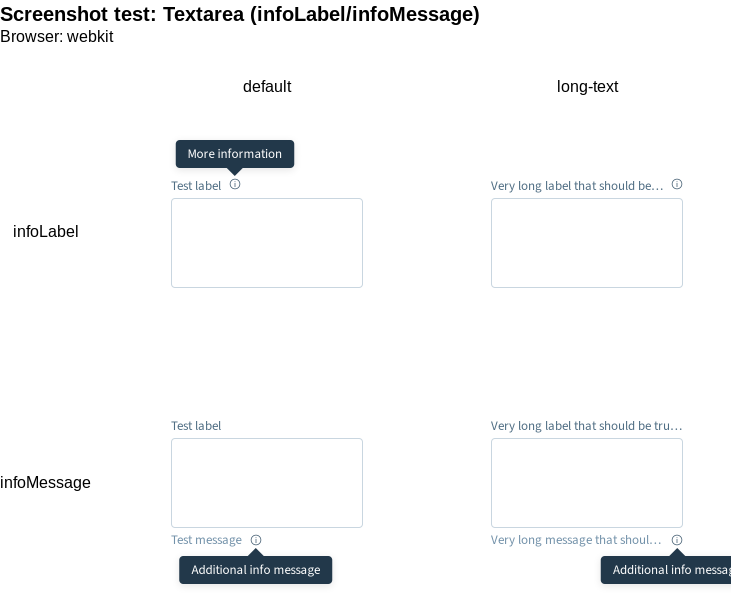 Screenshot test: Textarea (infoLabel/infoMessage)
Browser: webkit
default
long-text
More information
Test label
Very long label that should be…
infoLabel
Test label
Very long label that should be tru…
infoMessage
Test message
Very long message that shoul…
Additional info message
Additional info messag